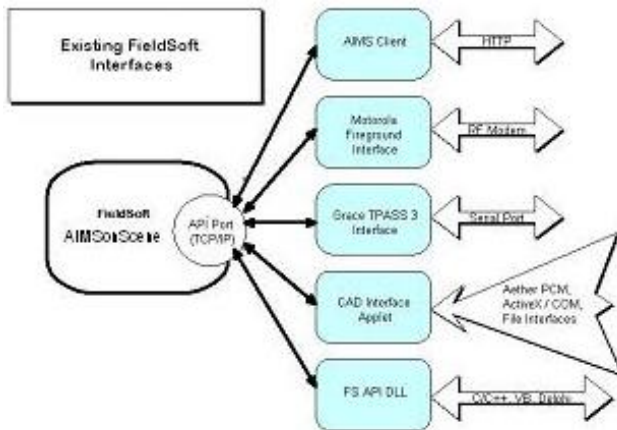 Existing FieldSoft
Interfaces
AIMS Client
HTTP
Motorola
Fireground
Interface
RF Modem
FieldSoft
AIMSonScene
API Port
(TCP/IP)
Grace TPASS 3
Interface
Serial Port
CAD Interface
Applet
Aether PCM,
ActiveX / COM,
File Interfaces
FS API DLL
C/C++, VB, Delphi